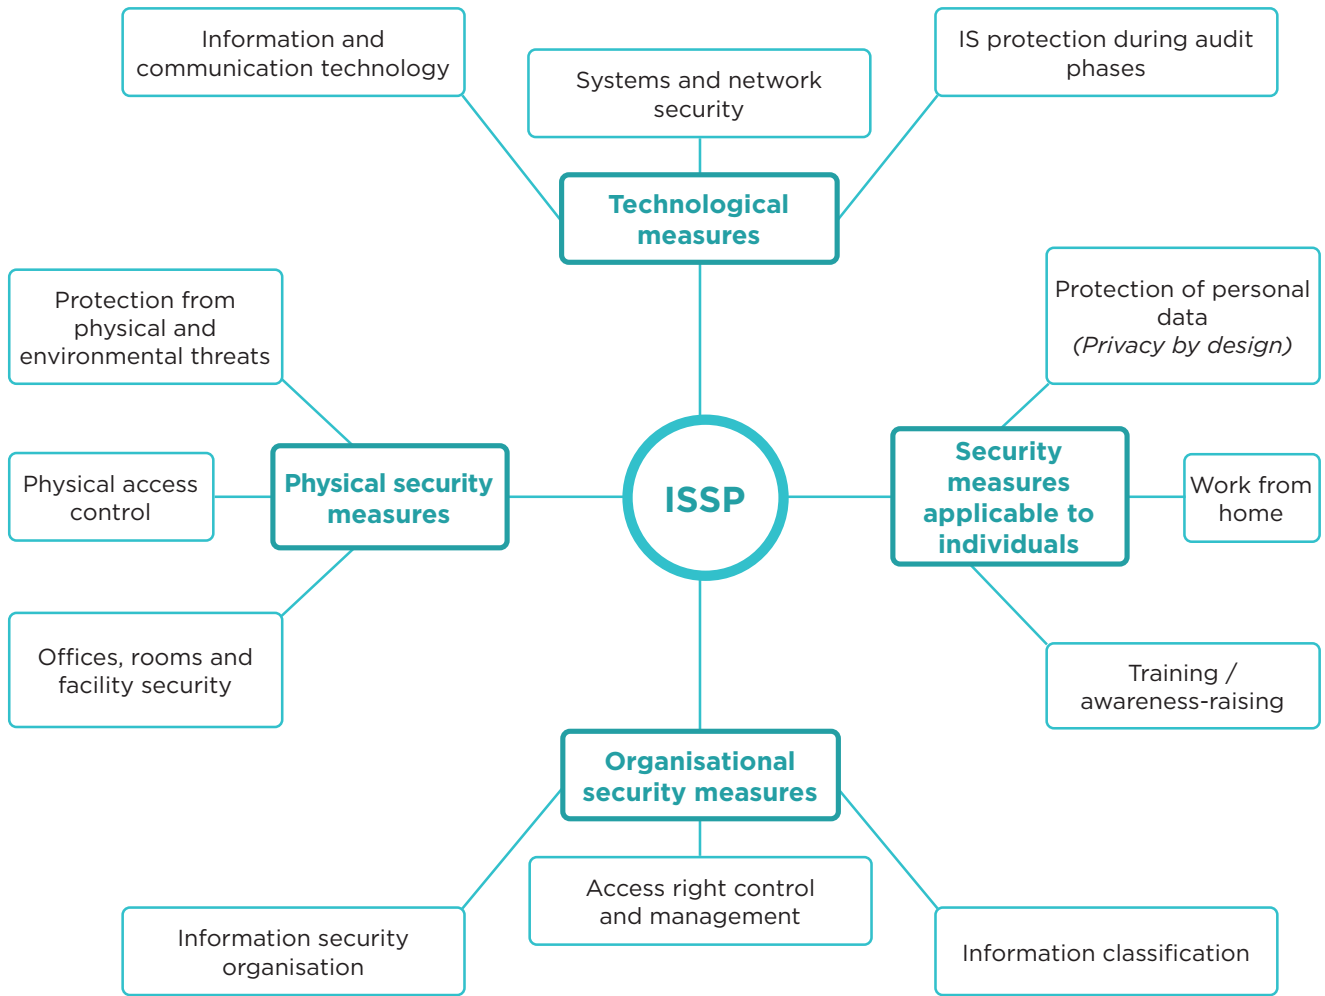 Information and
communication technology
Systems and network
security
IS protection during audit
phases
Technological
measures
Protection from
physical and
environmental threats
Protection of personal
data
(Privacy by design)
Physical access
control
Physical security
measures
ISSP
Security
measures
applicable to
individuals
Work from
home
Offices, rooms and
facility security
Training /
awareness-raising
Organisational
security measures
Information security
organisation
Access right control
and management
Information classification